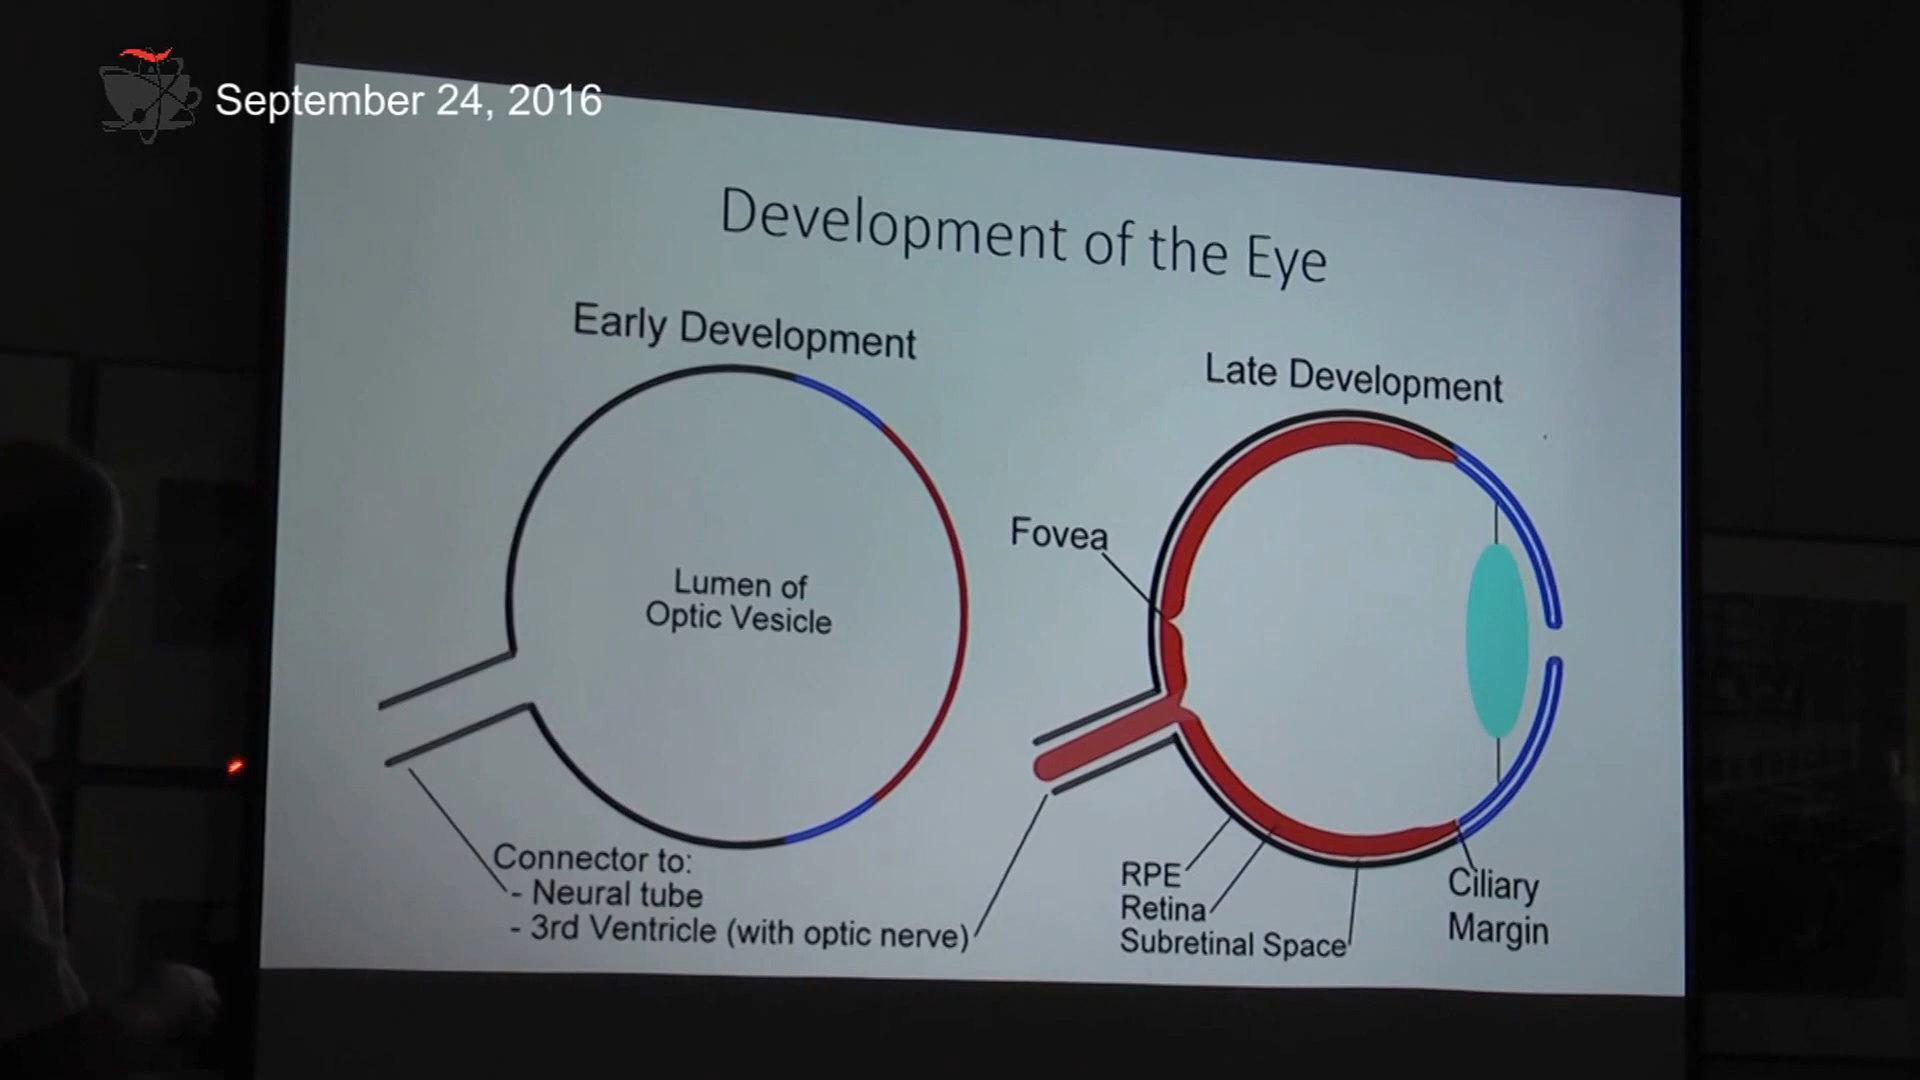 September 24, 2016
Development of the Eye
Early Development
Late Development
Fovea
Lumen of
Optic Vesicle
Connector to:
- Neural tube
- 3rd Ventricle (with optic nerve)
RPE
Retina
Subretinal Space
Ciliary
Margin